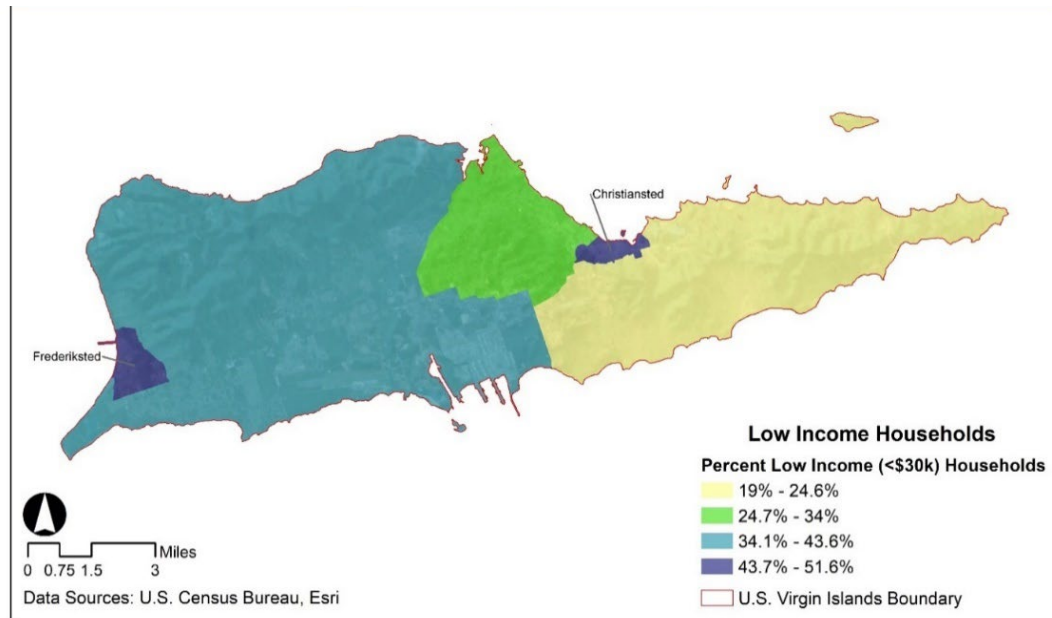 Christiansted
Frederiksted
Low Income Households
Percent Low Income (<$30k) Households
19% - 24.6%
24.7% - 34%
34.1% - 43.6%
43.7% - 51.6%
U.S. Virgin Islands Boundary
Miles
0 0.75 1.5 3
Data Sources: U.S. Census Bureau, Esri